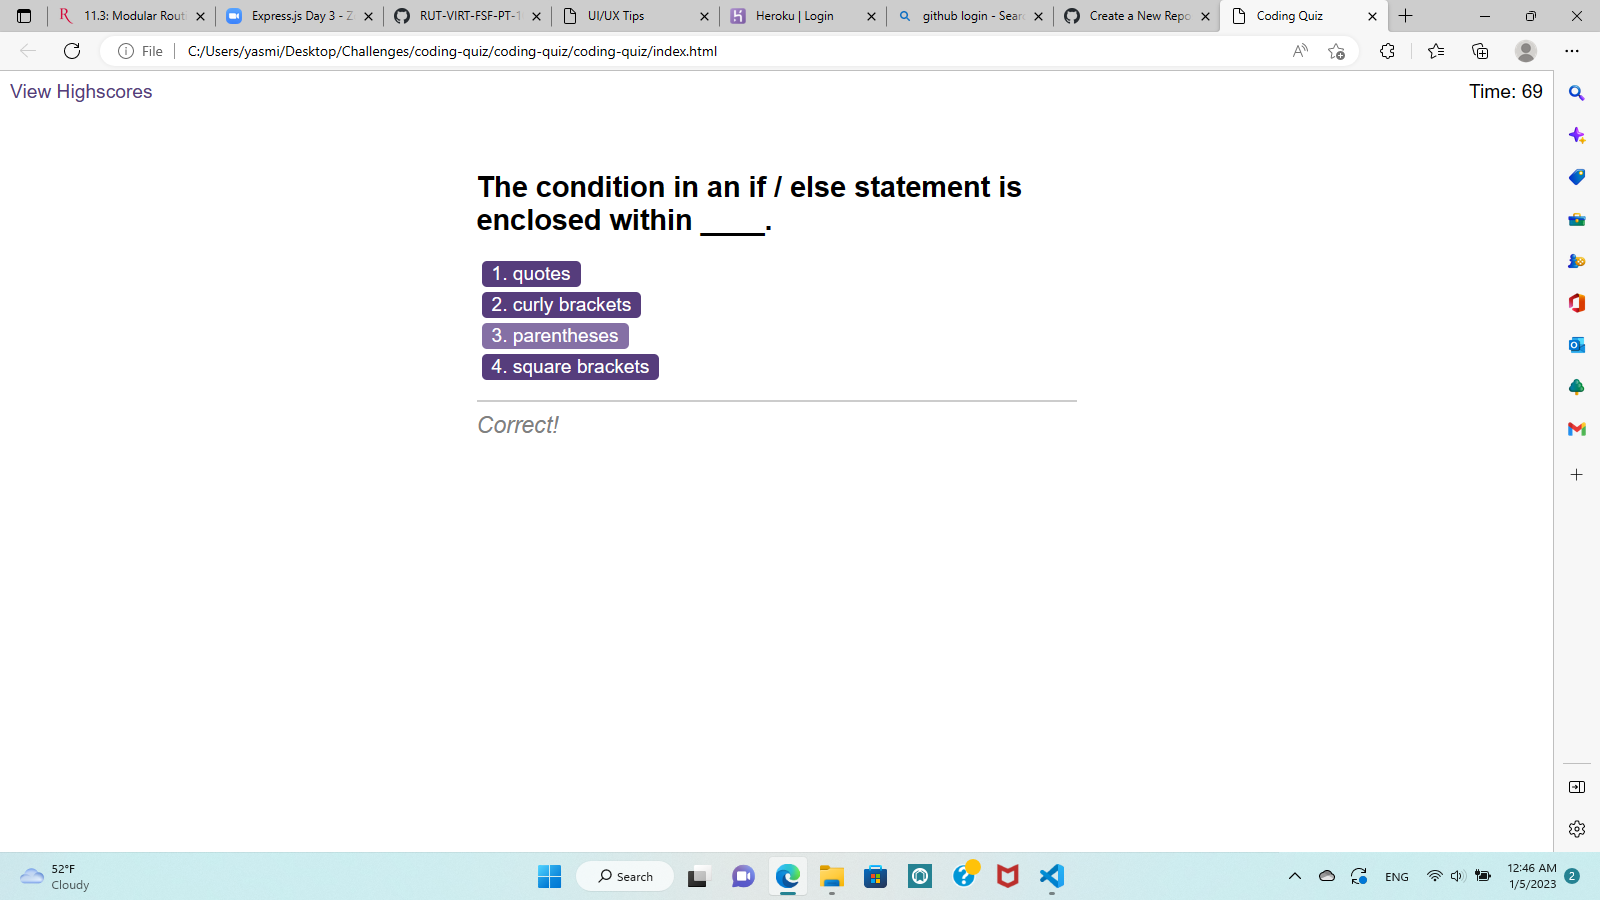 11.3: Modular Rout
Express.js Day 3 - Z
RUT-VIRT-FSF-PT-1
UI/UX Tips
Heroku | Login
github login - Sear
Create a New Repo
Coding Quiz
File
C:/Users/yasmi/Desktop/Challenges/coding-quiz/coding-quiz/coding-quiz/index.html
View Highscores
Time: 69
The condition in an if / else statement is
enclosed within ____.
1. quotes
2. curly brackets
3. parentheses
4. square brackets
Correct!
52°F
Cloudy
Search
ENG
12:46 AM
1/5/2023
2